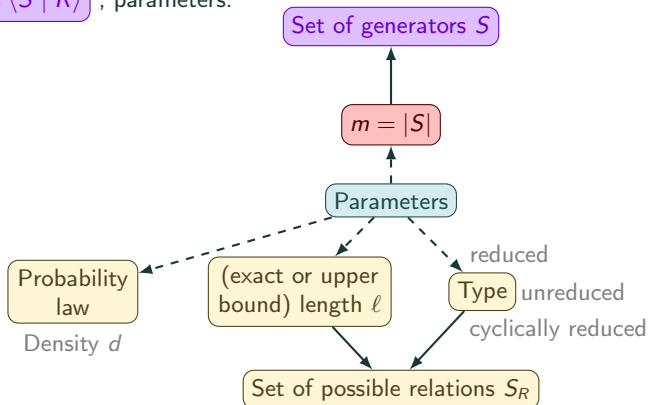 ⟨S | R⟩ , parameters:
Set of generators S
m = |S|
Parameters
reduced
Probability
law
(exact or upper
bound) length ℓ
Type
unreduced
Density d
cyclically reduced
Set of possible relations S_R